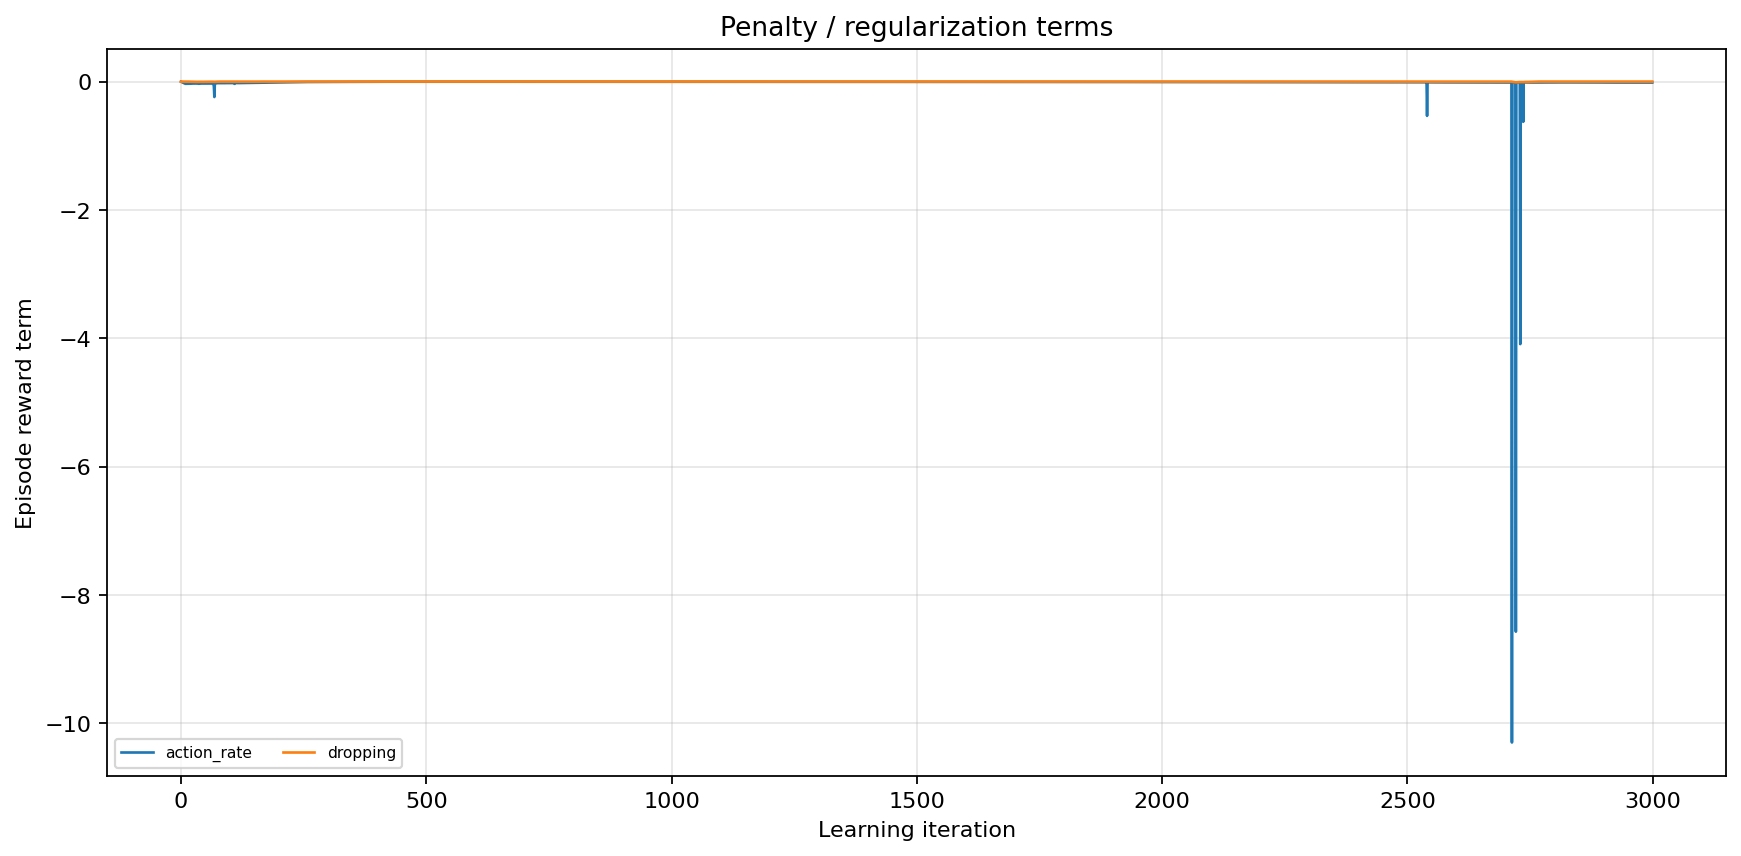 Penalty / regularization terms
Episode reward term
0
−2
−4
−6
−8
−10
action_rate
dropping
0 500 1000 1500 2000 2500 3000
Learning iteration